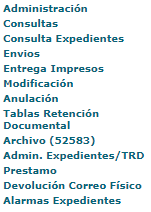 Administración
Consultas
Consulta Expedientes
Envios
Entrega Impresos
Modificación
Anulación
Tablas Retención
Documental
Archivo (52583)
Admin. Expedientes/TRD
Prestamo
Devolución Correo Físico
Alarmas Expedientes